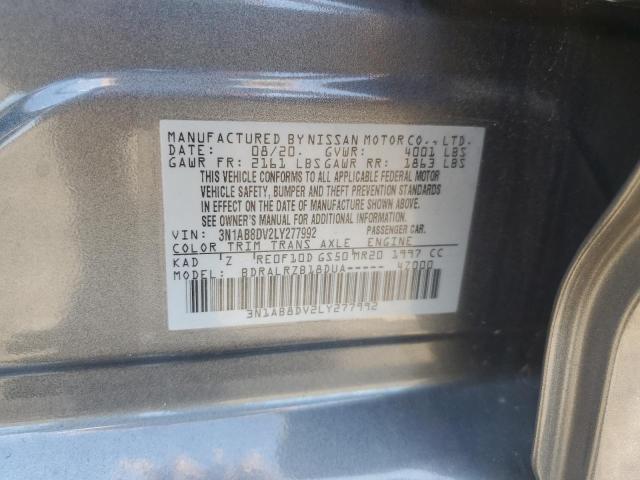 MANUFACTURED BY NISSAN MOTOR CO., LTD.
DATE: 08/20. GVWR: 4001 LBS
GAWR FR: 2161 LBS GAWR RR: 1863 LBS
THIS VEHICLE CONFORMS TO ALL APPLICABLE FEDERAL MOTOR
VEHICLE SAFETY, BUMPER AND THEFT PREVENTION STANDARDS
IN EFFECT ON THE DATE OF MANUFACTURE SHOWN ABOVE.
SEE OWNER'S MANUAL FOR ADDITIONAL INFORMATION.
VIN: 3N1AB8DV2LY277992 PASSENGER CAR.
COLOR TRIM TRANS AXLE ENGINE
KAD 'Z 'RE0F10D GS50 MR20 1997 CC
BDRALRZB18DUA----- 4Z000
3N1AB8DV2LY277992